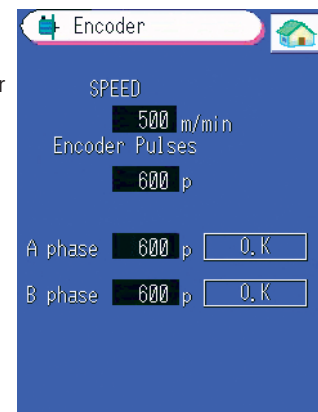 Encoder
r
SPEED
500 m/min
Encoder Pulses
600 p
A phase 600 p O.K
B phase 600 p O.K